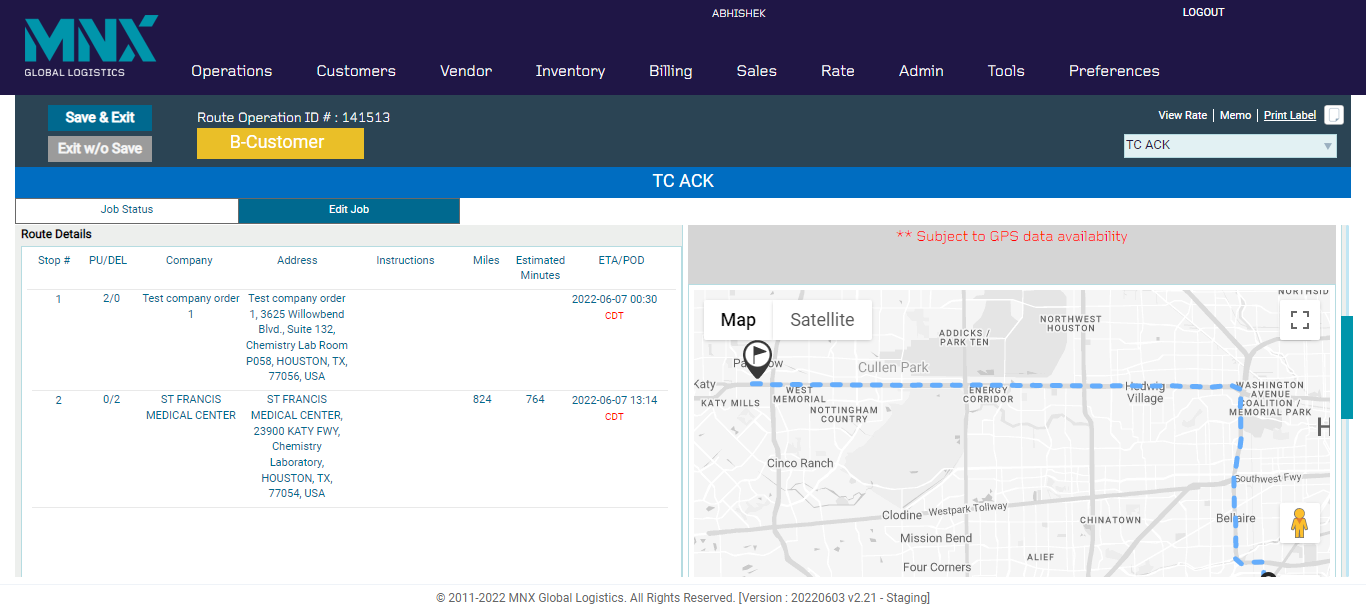 ABHISHEK
LOGOUT
MNX
GLOBAL LOGISTICS
Operations
Customers
Vendor
Inventory
Billing
Sales
Rate
Admin
Tools
Preferences
Save & Exit
Exit w/o Save
Route Operation ID # : 141513
B-Customer
View Rate
Memo
Print Label
TC ACK
TC ACK
Job Status
Edit Job
Route Details
Stop #
PU/DEL
Company
Address
Instructions
Miles
Estimated
Minutes
ETA/POD
1
2/0
Test company order
1
Test company order
1, 3625 Willowbend
Blvd., Suite 132,
Chemistry Lab Room
P058, HOUSTON, TX,
77056, USA
2022-06-07 00:30
CDT
2
0/2
ST FRANCIS
MEDICAL CENTER
ST FRANCIS
MEDICAL CENTER,
23900 KATY FWY,
Chemistry
Laboratory,
HOUSTON, TX,
77054, USA
824
764
2022-06-07 13:14
CDT
** Subject to GPS data availability
Map
Satellite
NORTHSID
NORTHWEST
HOUSTON
ADDICKS /
PARK TEN
Cullen Park
Katy
KATY MILLS
WEST
MEMORIAL
NOTTINGHAM
COUNTRY
ENERGY
CORRIDOR
Hedwig
Village
WASHINGTON
AVENUE
COALITION /
MEMORIAL PARK
H
Cinco Ranch
Southwest Fwy
Clodine
Westpark Tollway
CHINATOWN
Bellaire
Mission Bend
ALIEF
Four Corners
© 2011-2022 MNX Global Logistics. All Rights Reserved. [Version : 20220603 v2.21 - Staging]